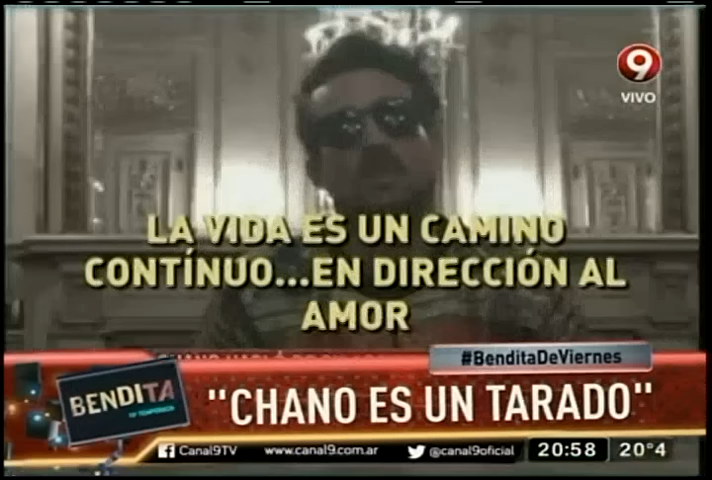 9
VIVO
LA VIDA ES UN CAMINO
CONTÍNUO...EN DIRECCIÓN AL
AMOR
#BenditaDeViernes
BENDITA
"CHANO ES UN TARADO"
Canal9TV
www.canal9.com.ar
@canal9oficial
20:58
20°4